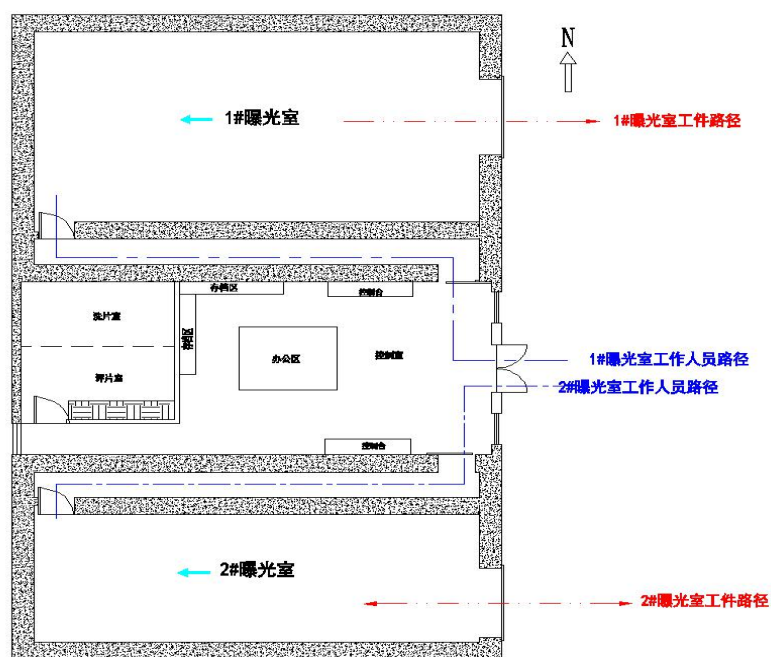 N
1#曝光室
1#曝光室工件路径
存档区
控制台
洗片室
存档区
办公区
控制室
1#曝光室工作人员路径
评片室
2#曝光室工作人员路径
控制台
2#曝光室
2#曝光室工件路径